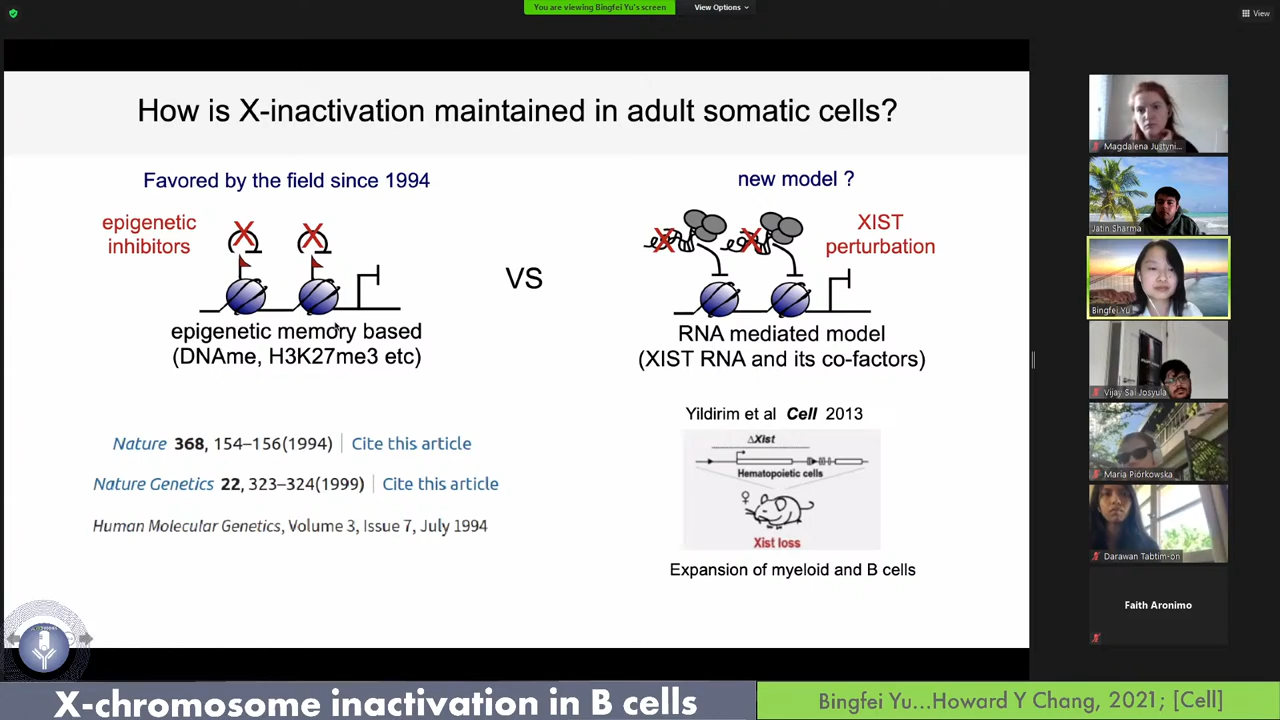 You are viewing Bingfei Yu's screen
View Options
View
How is X-inactivation maintained in adult somatic cells?
Favored by the field since 1994
epigenetic
inhibitors
X X
epigenetic memory based
(DNAme, H3K27me3 etc)
VS
new model ?
XIST
perturbation
X X
RNA mediated model
(XIST RNA and its co-factors)
Nature 368, 154–156(1994) | Cite this article
Nature Genetics 22, 323–324(1999) | Cite this article
Human Molecular Genetics, Volume 3, Issue 7, July 1994
Yildirim et al Cell 2013
ΔXist
Hematopoietic cells
♀
Xist loss
Expansion of myeloid and B cells
Magdalena Justyni...
Jatin Sharma
Bingfei Yu
Vijay Sai Josyula
Maria Piórkowska
Darawan Tabtim-on
Faith Aronimo
X-chromosome inactivation in B cells
Bingfei Yu...Howard Y Chang, 2021; [Cell]